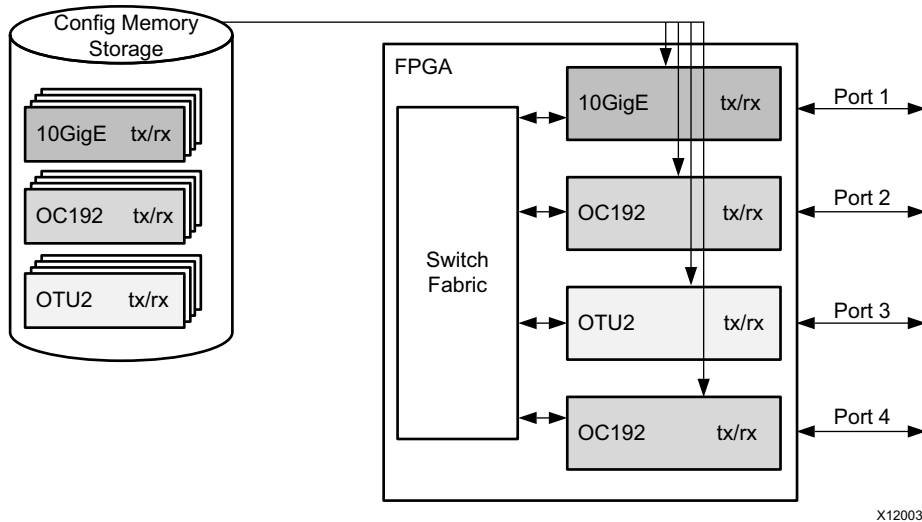 Config Memory
Storage
10GigE tx/rx
OC192 tx/rx
OTU2 tx/rx
FPGA
Switch
Fabric
10GigE tx/rx
OC192 tx/rx
OTU2 tx/rx
OC192 tx/rx
Port 1
Port 2
Port 3
Port 4
X12003